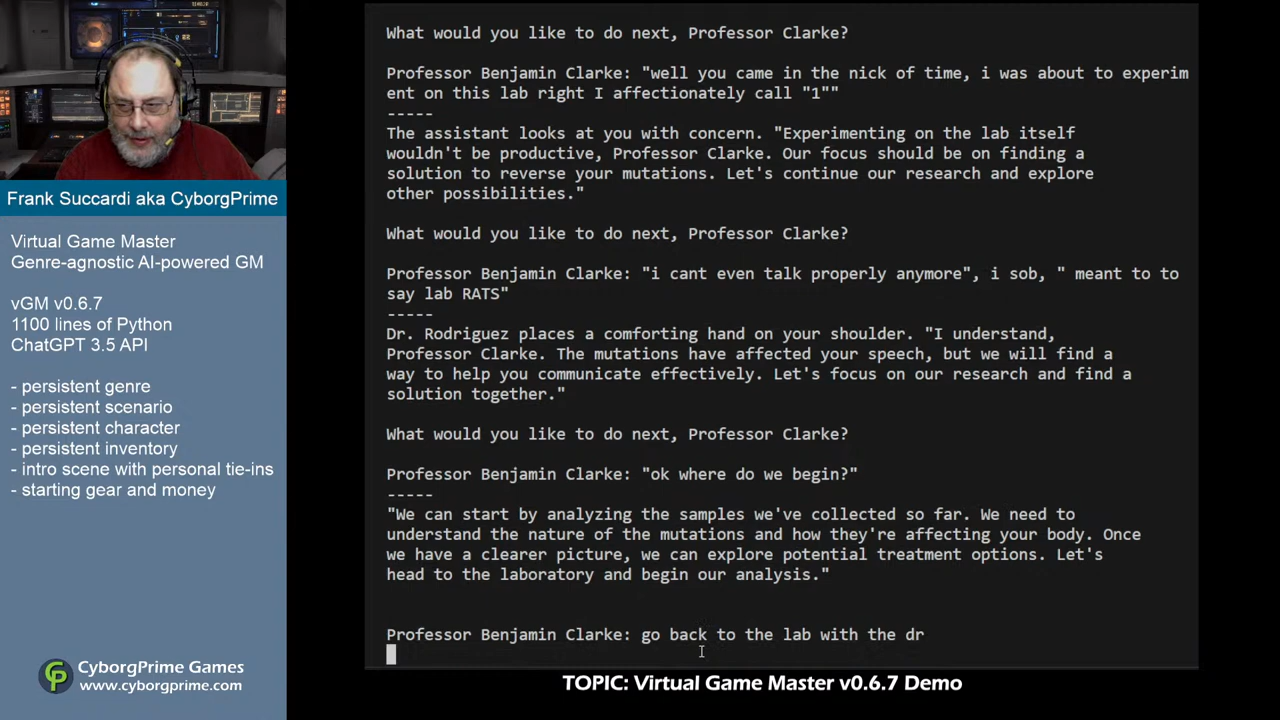 What would you like to do next, Professor Clarke?
Professor Benjamin Clarke: "well you came in the nick of time, i was about to experim
ent on this lab right I affectionately call "1""
-----
The assistant looks at you with concern. "Experimenting on the lab itself
wouldn't be productive, Professor Clarke. Our focus should be on finding a
solution to reverse your mutations. Let's continue our research and explore
other possibilities."
What would you like to do next, Professor Clarke?
Professor Benjamin Clarke: "i cant even talk properly anymore", i sob, " meant to to
say lab RATS"
-----
Dr. Rodriguez places a comforting hand on your shoulder. "I understand,
Professor Clarke. The mutations have affected your speech, but we will find a
way to help you communicate effectively. Let's focus on our research and find a
solution together."
What would you like to do next, Professor Clarke?
Professor Benjamin Clarke: "ok where do we begin?"
-----
"We can start by analyzing the samples we've collected so far. We need to
understand the nature of the mutations and how they're affecting your body. Once
we have a clearer picture, we can explore potential treatment options. Let's
head to the laboratory and begin our analysis."
Professor Benjamin Clarke: go back to the lab with the dr
Frank Succardi aka CyborgPrime
Virtual Game Master
Genre-agnostic AI-powered GM
vGM v0.6.7
1100 lines of Python
ChatGPT 3.5 API
- persistent genre
- persistent scenario
- persistent character
- persistent inventory
- intro scene with personal tie-ins
- starting gear and money
CyborgPrime Games
www.cyborgprime.com
TOPIC: Virtual Game Master v0.6.7 Demo